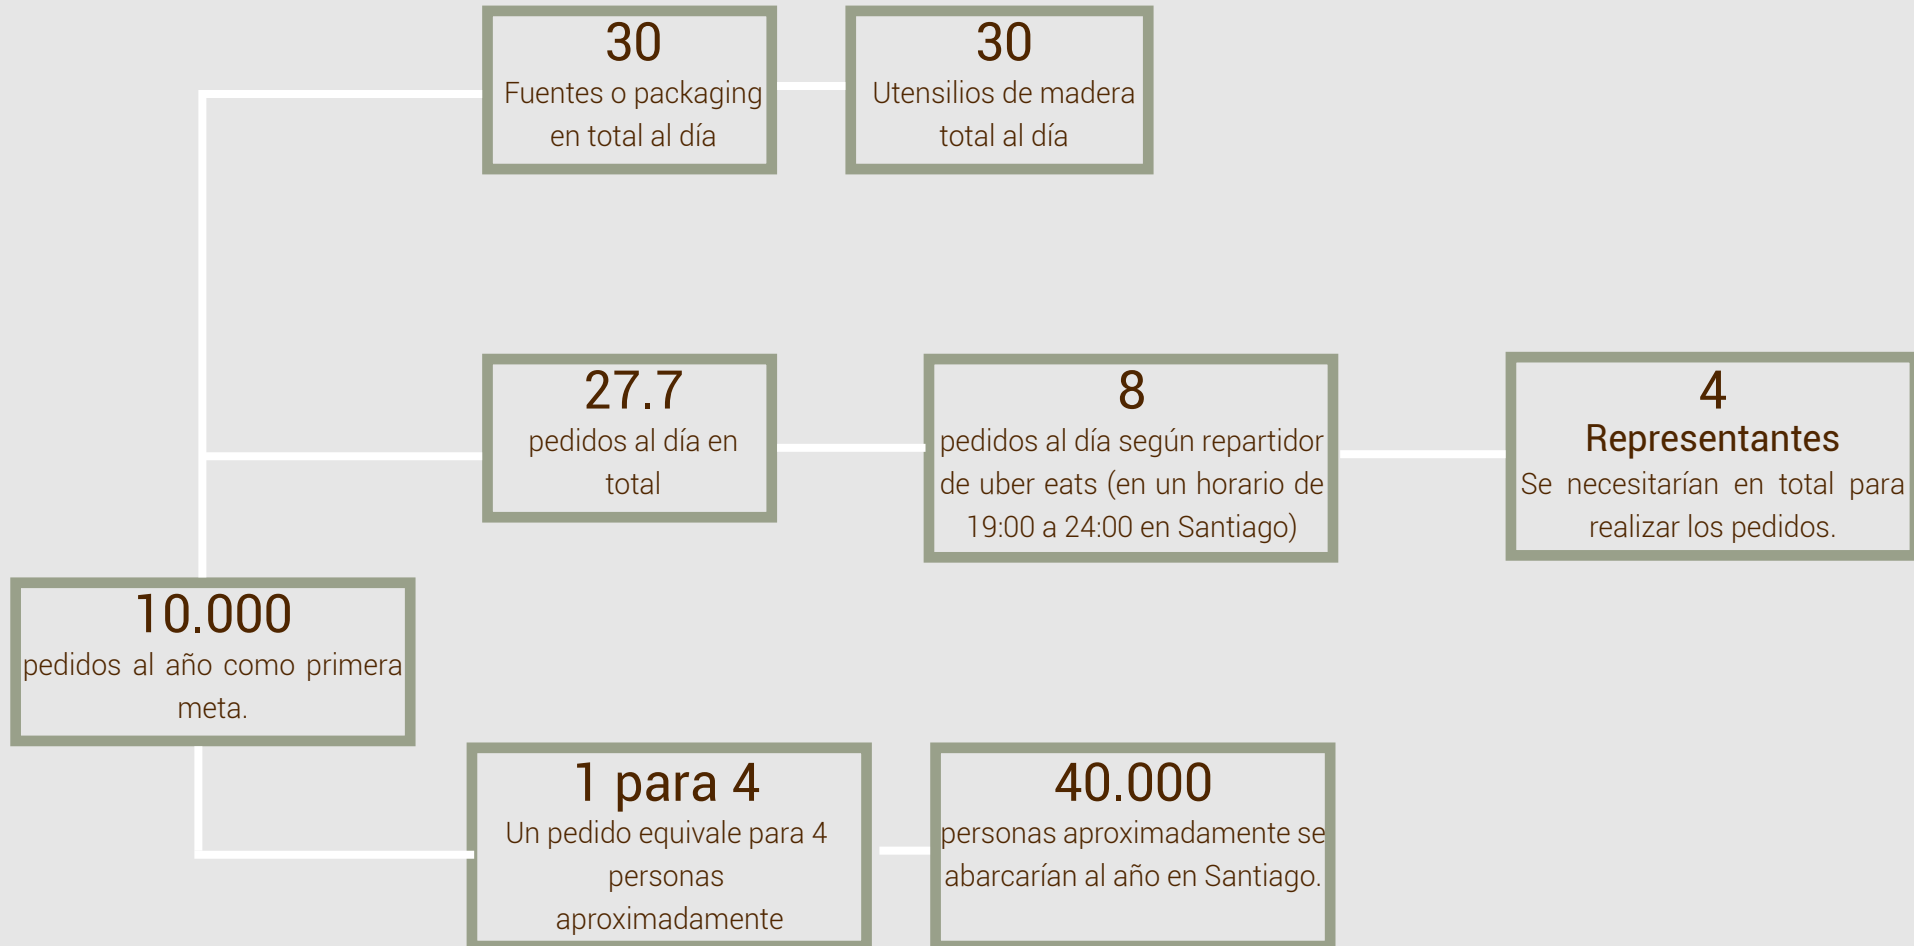 30
Fuentes o packaging
en total al día
30
Utensilios de madera
total al día
27.7
pedidos al día en
total
8
pedidos al día según repartidor
de uber eats (en un horario de
19:00 a 24:00 en Santiago)
4
Representantes
Se necesitarían en total para
realizar los pedidos.
10.000
pedidos al año como primera
meta.
1 para 4
Un pedido equivale para 4
personas
aproximadamente
40.000
personas aproximadamente se
abarcarían al año en Santiago.